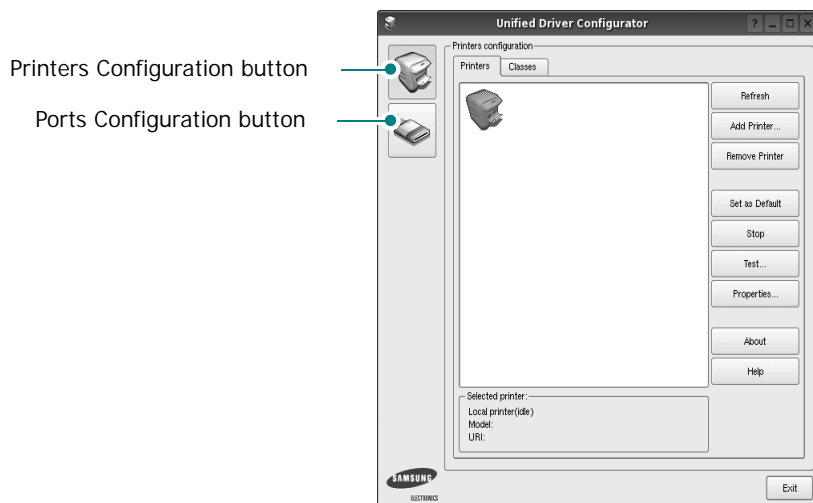 Unified Driver Configurator
Printers Configuration button
Ports Configuration button
Printers configuration
Printers
Classes
Refresh
Add Printer...
Remove Printer
Set as Default
Stop
Test...
Properties...
About
Help
Selected printer:
Local printer(idle)
Model:
URI:
SAMSUNG
ELECTRONICS
Exit